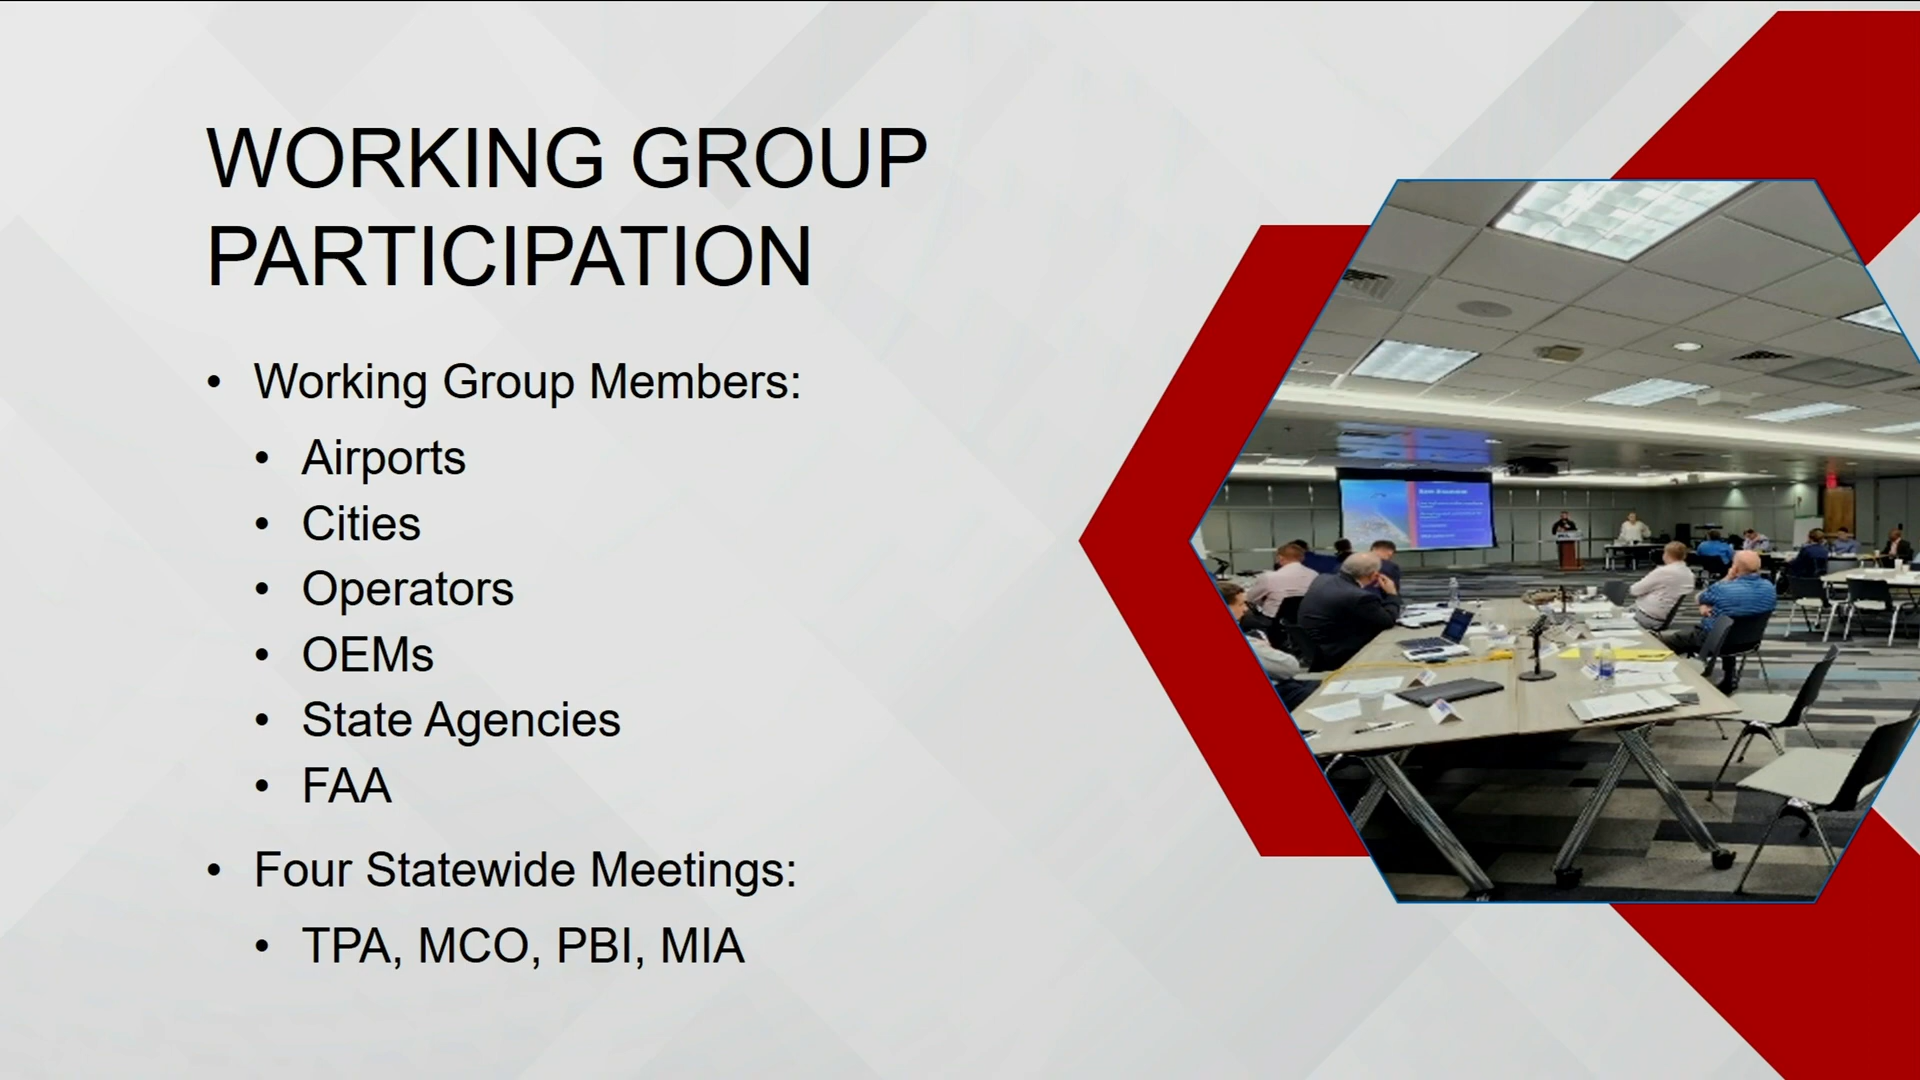 WORKING GROUP
PARTICIPATION
• Working Group Members:
• Airports
• Cities
• Operators
• OEMs
• State Agencies
• FAA
• Four Statewide Meetings:
• TPA, MCO, PBI, MIA